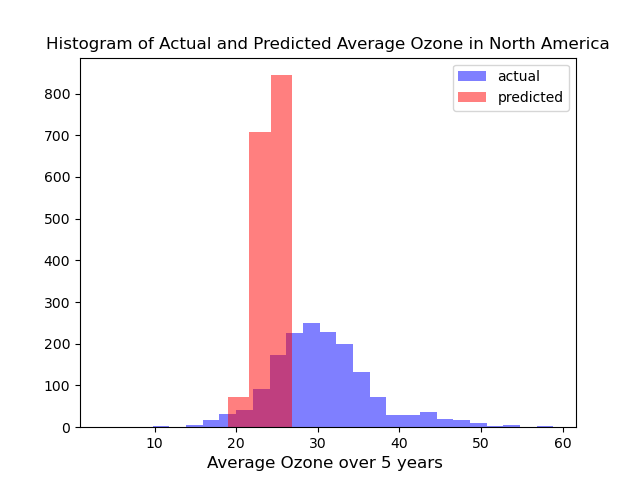 Histogram of Actual and Predicted Average Ozone in North America
actual
predicted
800
700
600
500
400
300
200
100
0
10 20 30 40 50 60
Average Ozone over 5 years